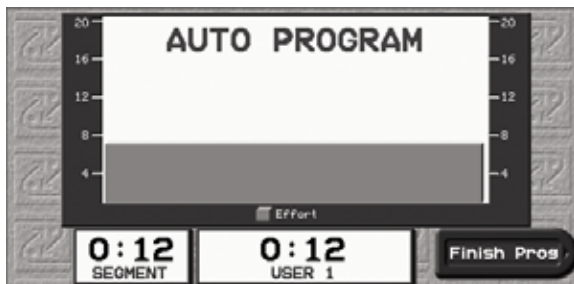 AUTO PROGRAM
20 20
16 16
12 12
8 8
4 4
Effort
0:12 0:12 Finish Prog
SEGMENT USER 1